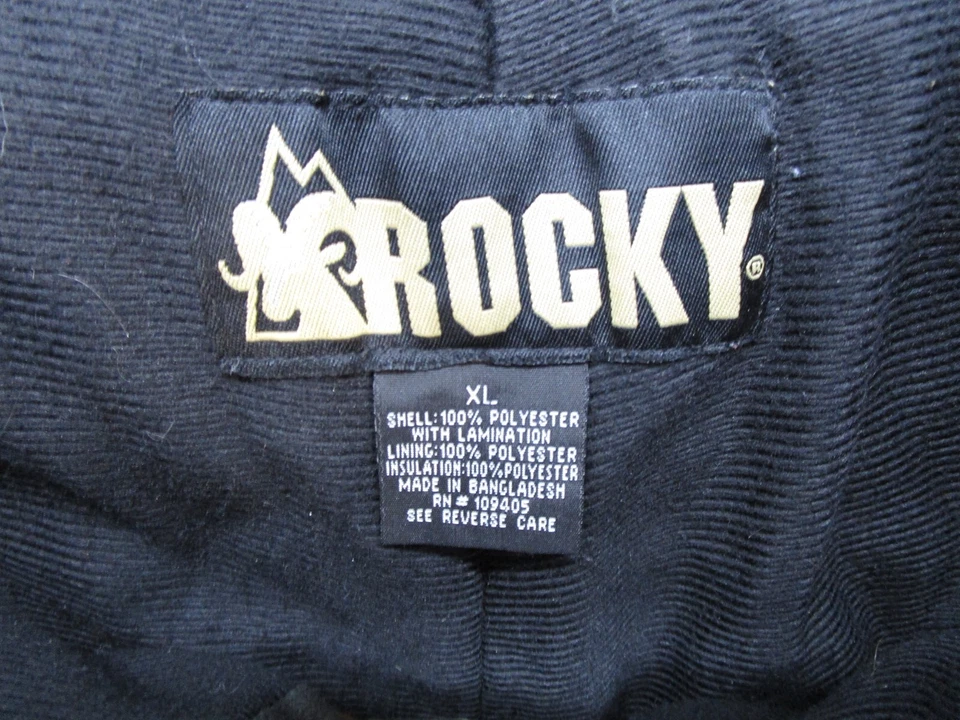 ROCKY®
XL
SHELL:100% POLYESTER
WITH LAMINATION
LINING:100% POLYESTER
INSULATION:100%POLYESTER
MADE IN BANGLADESH
RN# 109405
SEE REVERSE CARE